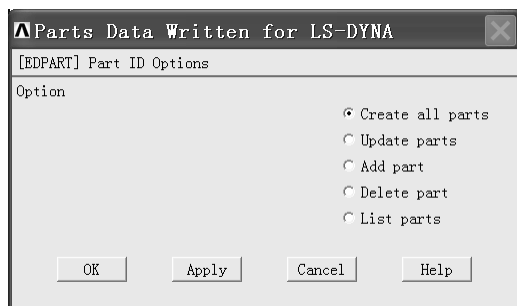 Parts Data Written for LS-DYNA
[EDPART] Part ID Options
Option
Create all parts
Update parts
Add part
Delete part
List parts
OK Apply Cancel Help